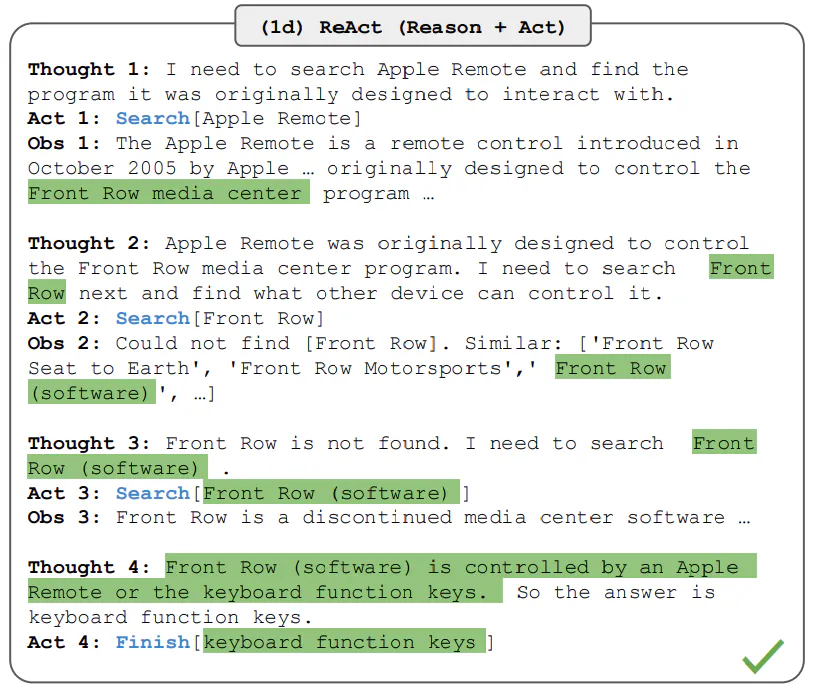 (1d) ReAct (Reason + Act)
Thought 1: I need to search Apple Remote and find the
program it was originally designed to interact with.
Act 1: Search[Apple Remote]
Obs 1: The Apple Remote is a remote control introduced in
October 2005 by Apple … originally designed to control the
Front Row media center program …
Thought 2: Apple Remote was originally designed to control
the Front Row media center program. I need to search Front
Row next and find what other device can control it.
Act 2: Search[Front Row]
Obs 2: Could not find [Front Row]. Similar: ['Front Row
Seat to Earth', 'Front Row Motorsports',' Front Row
(software)', …]
Thought 3: Front Row is not found. I need to search Front
Row (software) .
Act 3: Search[Front Row (software) ]
Obs 3: Front Row is a discontinued media center software …
Thought 4: Front Row (software) is controlled by an Apple
Remote or the keyboard function keys. So the answer is
keyboard function keys.
Act 4: Finish[keyboard function keys ]